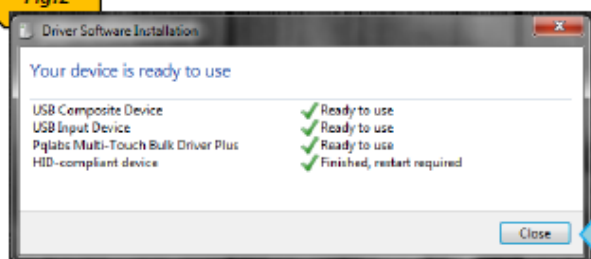 Fig.2
Driver Software Installation
Your device is ready to use
USB Composite Device Ready to use
USB Input Device Ready to use
Pqlabs Multi-Touch Bulk Driver Plus Ready to use
HID-compliant device Finished, restart required
Close